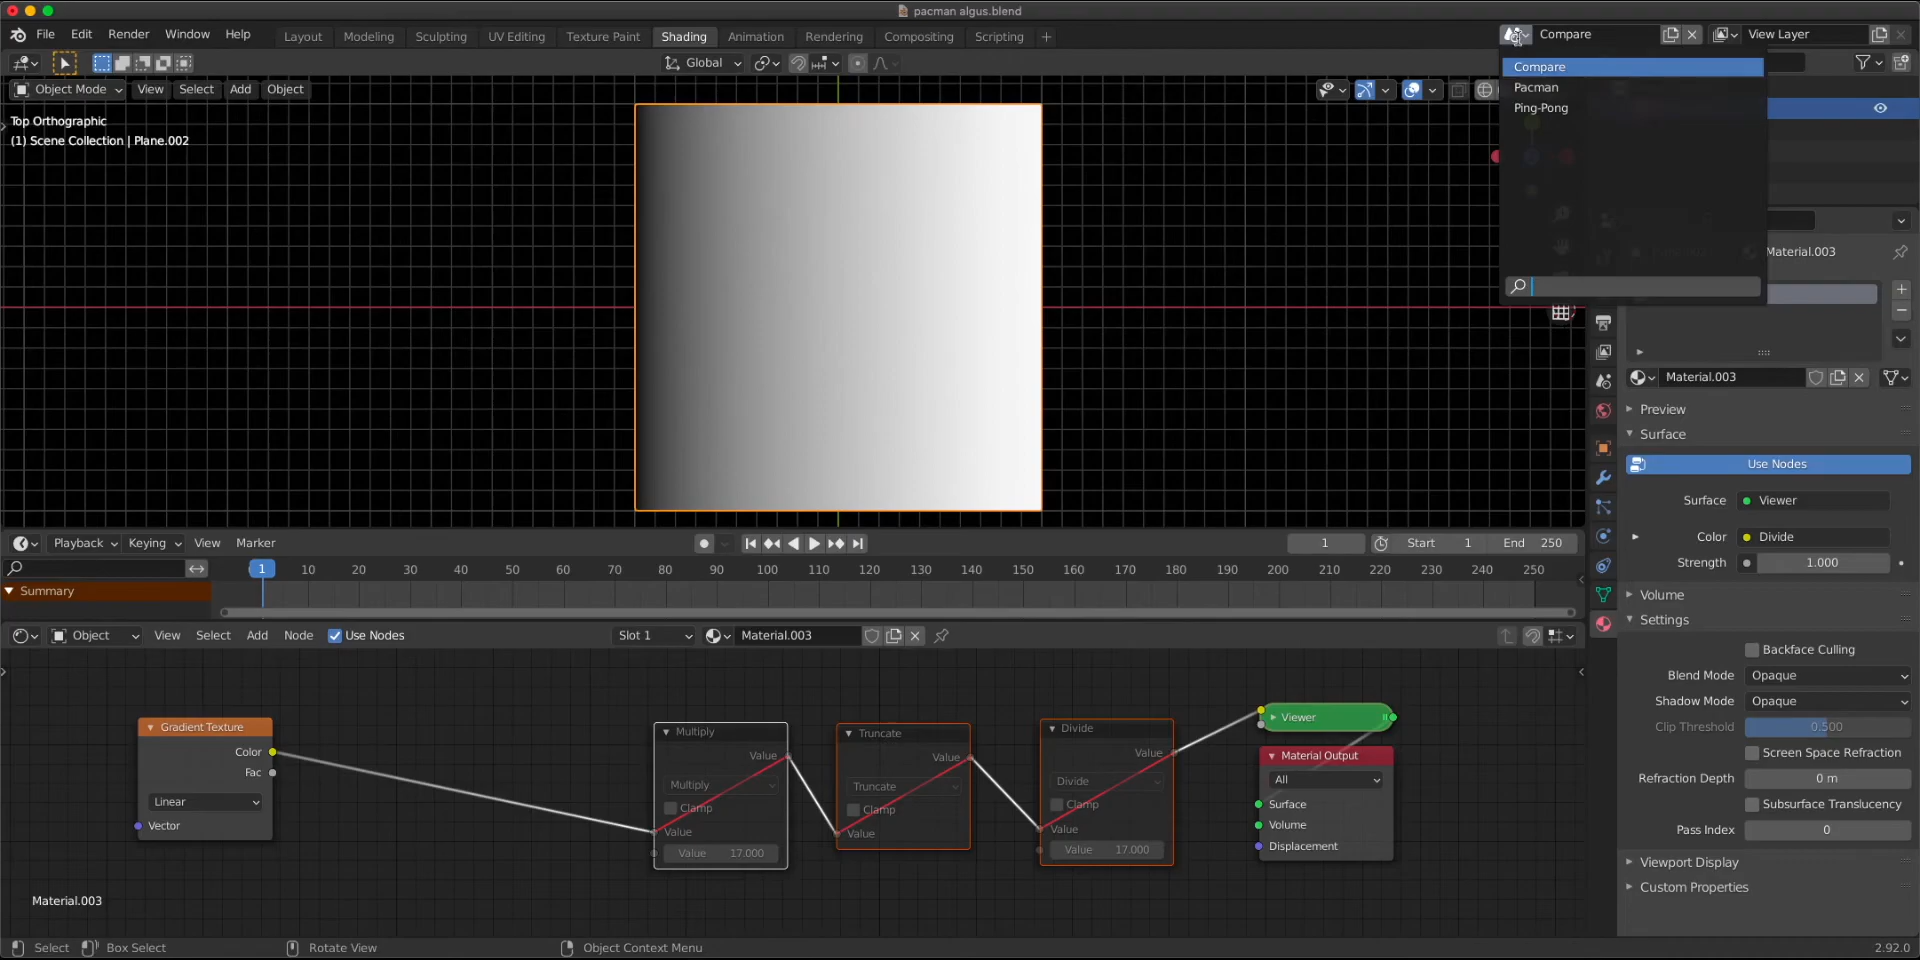 pacman algus.blend
File Edit Render Window Help
Layout Modeling Sculpting UV Editing Texture Paint Shading Animation Rendering Compositing Scripting +
Compare
View Layer
Global
Object Mode View Select Add Object
Compare
Pacman
Ping-Pong
Top Orthographic
(1) Scene Collection | Plane.002
Material.003
Material.003
Preview
Surface
Use Nodes
Surface Viewer
Color Divide
Strength 1.000
Volume
Settings
Backface Culling
Blend Mode Opaque
Shadow Mode Opaque
Clip Threshold 0.500
Screen Space Refraction
Refraction Depth 0 m
Subsurface Translucency
Pass Index 0
Viewport Display
Custom Properties
Playback Keying View Marker
1 Start 1 End 250
1 10 20 30 40 50 60 70 80 90 100 110 120 130 140 150 160 170 180 190 200 210 220 230 240 250
Summary
Object View Select Add Node Use Nodes Slot 1 Material.003
Gradient Texture
Color
Fac
Linear
Vector
Multiply
Value
Multiply
Clamp
Value
Value 17.000
Truncate
Value
Truncate
Clamp
Value
Divide
Value
Divide
Clamp
Value
Value 17.000
Viewer
Material Output
All
Surface
Volume
Displacement
Material.003
Select Box Select Rotate View Object Context Menu 2.92.0